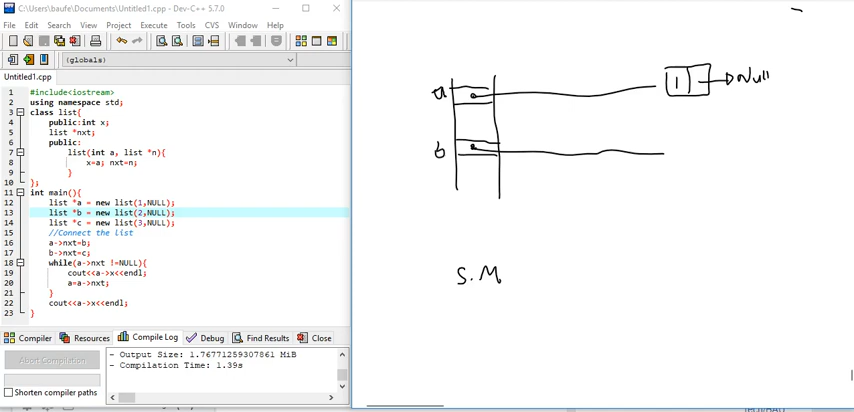 C:\Users\baufe\Documents\Untitled1.cpp - Dev-C++ 5.7.0
File Edit Search View Project Execute Tools CVS Window Help
(globals)
Untitled1.cpp
1 #include<iostream>
2 using namespace std;
3 class list{
4 public:int x;
5 list *nxt;
6 public:
7 list(int a, list *n){
8 x=a; nxt=n;
9 }
10 };
11 int main(){
12 list *a = new list(1,NULL);
13 list *b = new list(2,NULL);
14 list *c = new list(3,NULL);
15 //Connect the list
16 a->nxt=b;
17 b->nxt=c;
18 while(a->nxt !=NULL){
19 cout<<a->x<<endl;
20 a=a->nxt;
21 }
22 cout<<a->x<<endl;
23 }
Compiler Resources Compile Log Debug Find Results Close
Abort Compilation
Shorten compiler paths
- Output Size: 1.76771259307861 MiB
- Compilation Time: 1.39s
a 1 Null
b
S.M